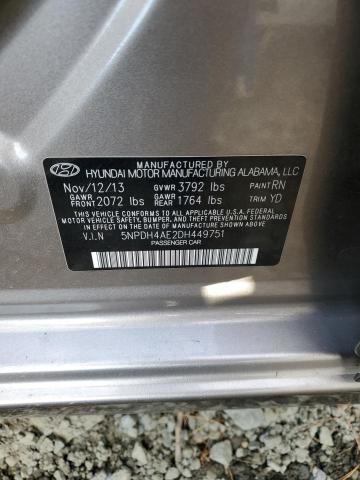 MANUFACTURED BY
HYUNDAI MOTOR MANUFACTURING ALABAMA, LLC
Nov/12/13 GVWR 3792 lbs PAINT RN
GAWR FRONT 2072 lbs GAWR REAR 1764 lbs TRIM YD
THIS VEHICLE CONFORMS TO ALL APPLICABLE U.S.A. FEDERAL
MOTOR VEHICLE SAFETY, BUMPER, AND THEFT PREVENTION STANDARDS
IN EFFECT ON THE DATE OF MANUFACTURE SHOWN ABOVE.
V.I.N 5NPDH4AE2DH449751
PASSENGER CAR